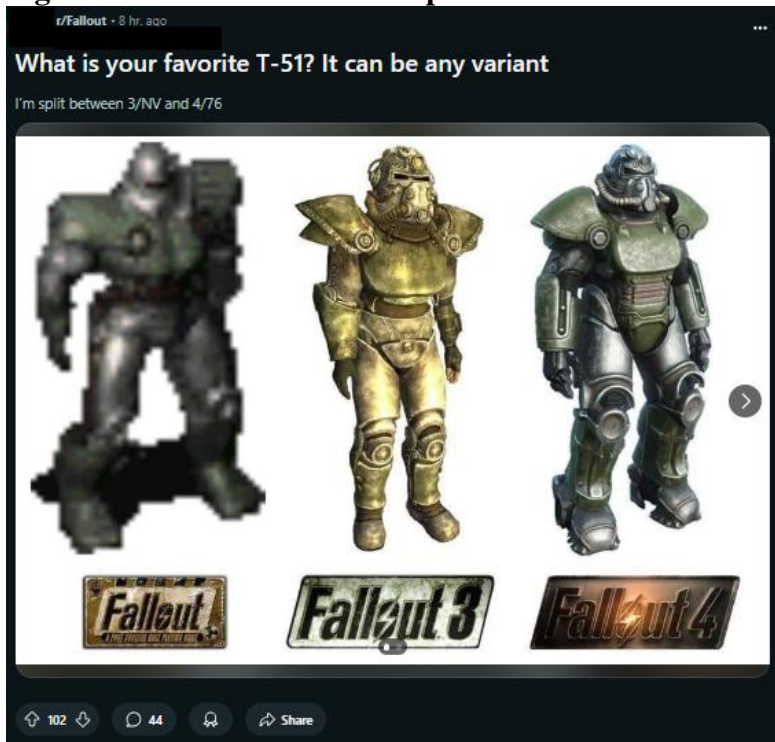 r/Fallout • 8 hr. ago
What is your favorite T-51? It can be any variant
I'm split between 3/NV and 4/76
Fallout
Fallout 3
Fallout 4
102
44
Share